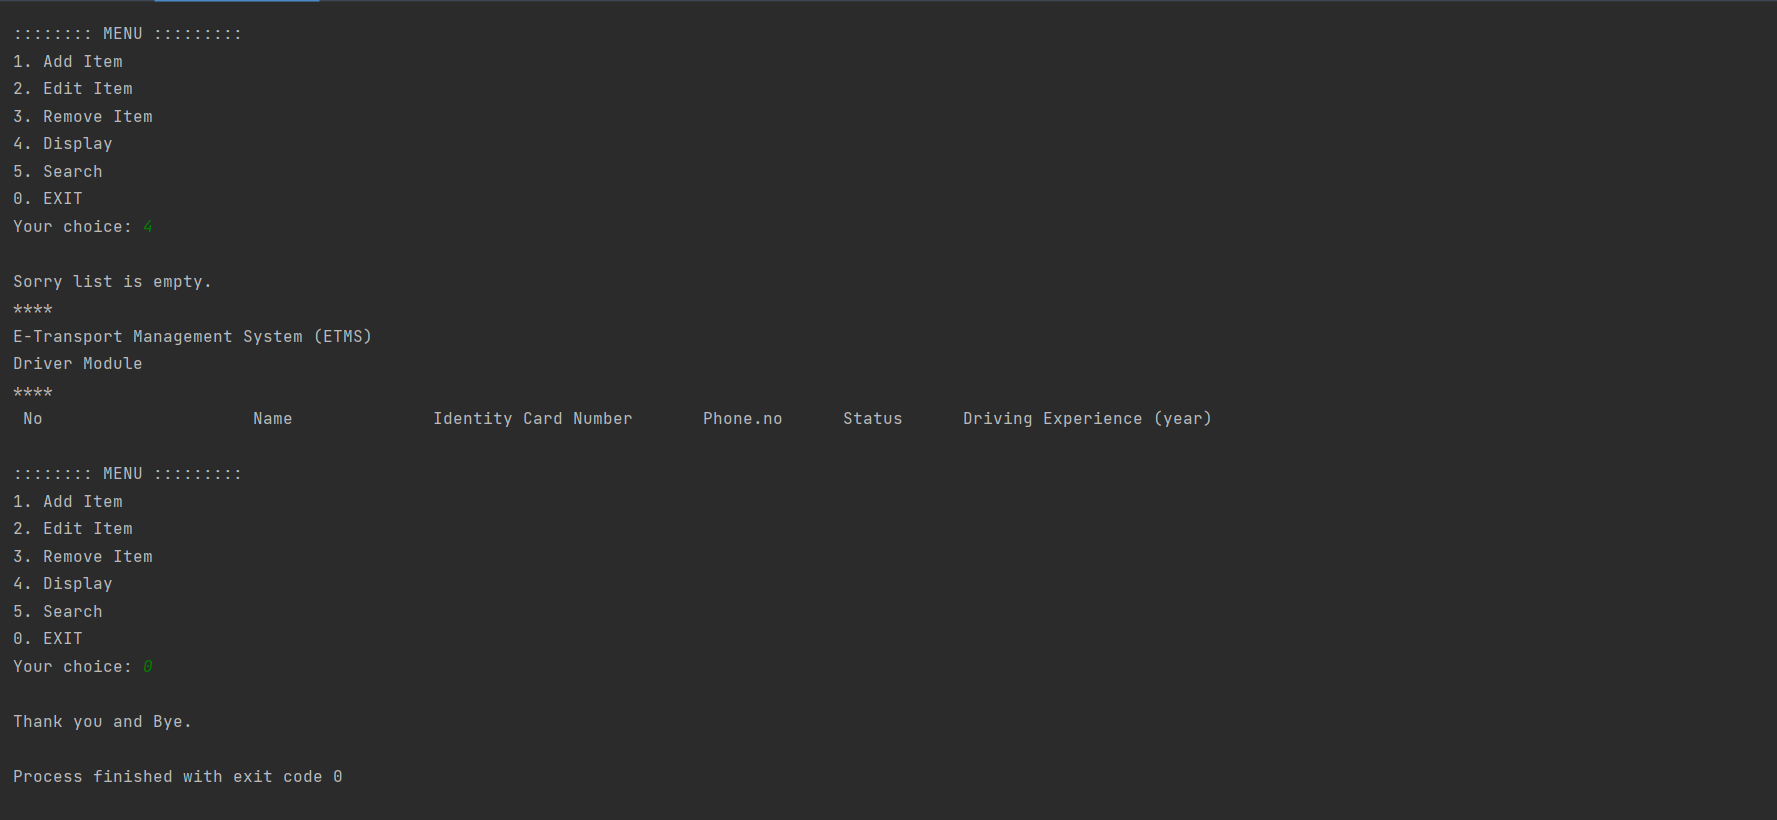 :::::::: MENU :::::::::
1. Add Item
2. Edit Item
3. Remove Item
4. Display
5. Search
0. EXIT
Your choice: 4
Sorry list is empty.
****
E-Transport Management System (ETMS)
Driver Module
****
No Name Identity Card Number Phone.no Status Driving Experience (year)
:::::::: MENU :::::::::
1. Add Item
2. Edit Item
3. Remove Item
4. Display
5. Search
0. EXIT
Your choice: 0
Thank you and Bye.
Process finished with exit code 0